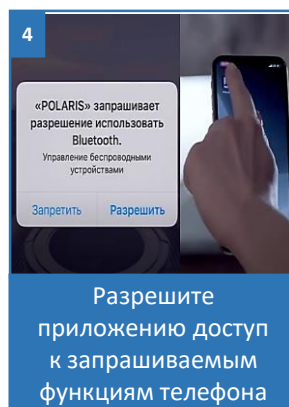 4
«POLARIS» запрашивает
разрешение использовать
Bluetooth.
Управление беспроводными
устройствами
Запретить Разрешить
Разрешите
приложению доступ
к запрашиваемым
функциям телефона